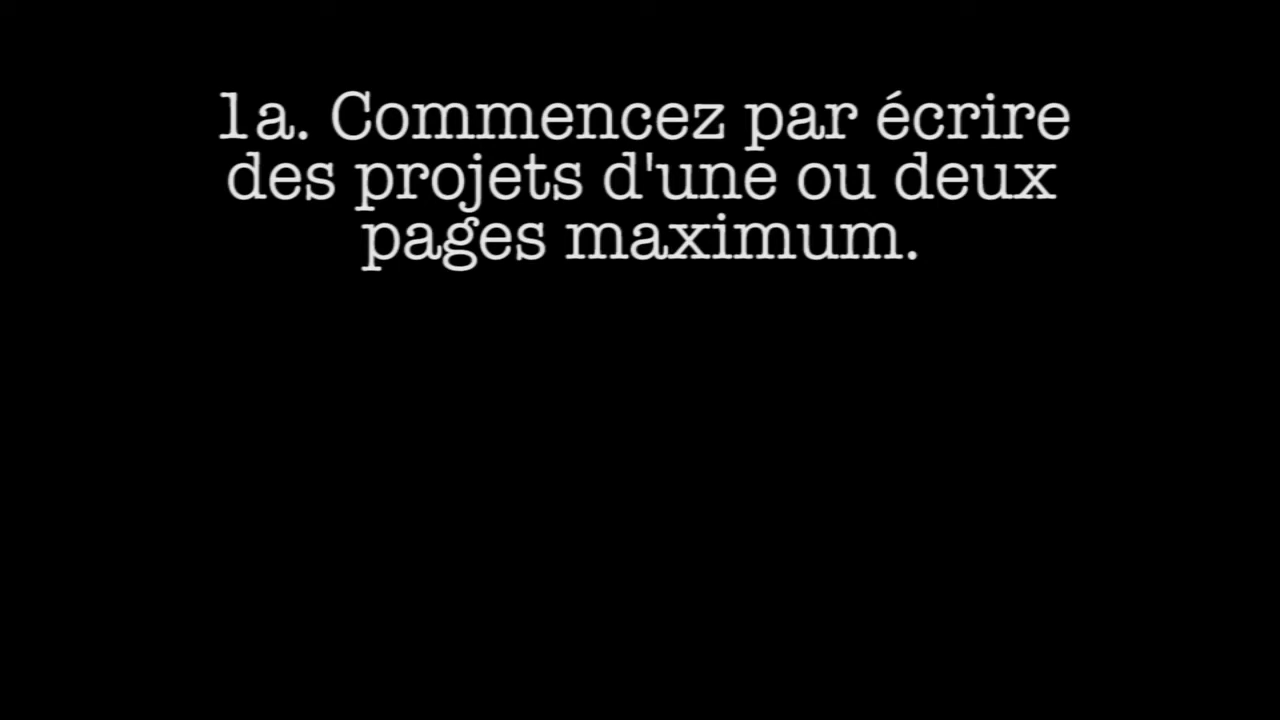 1a. Commencez par écrire
des projets d'une ou deux
pages maximum.